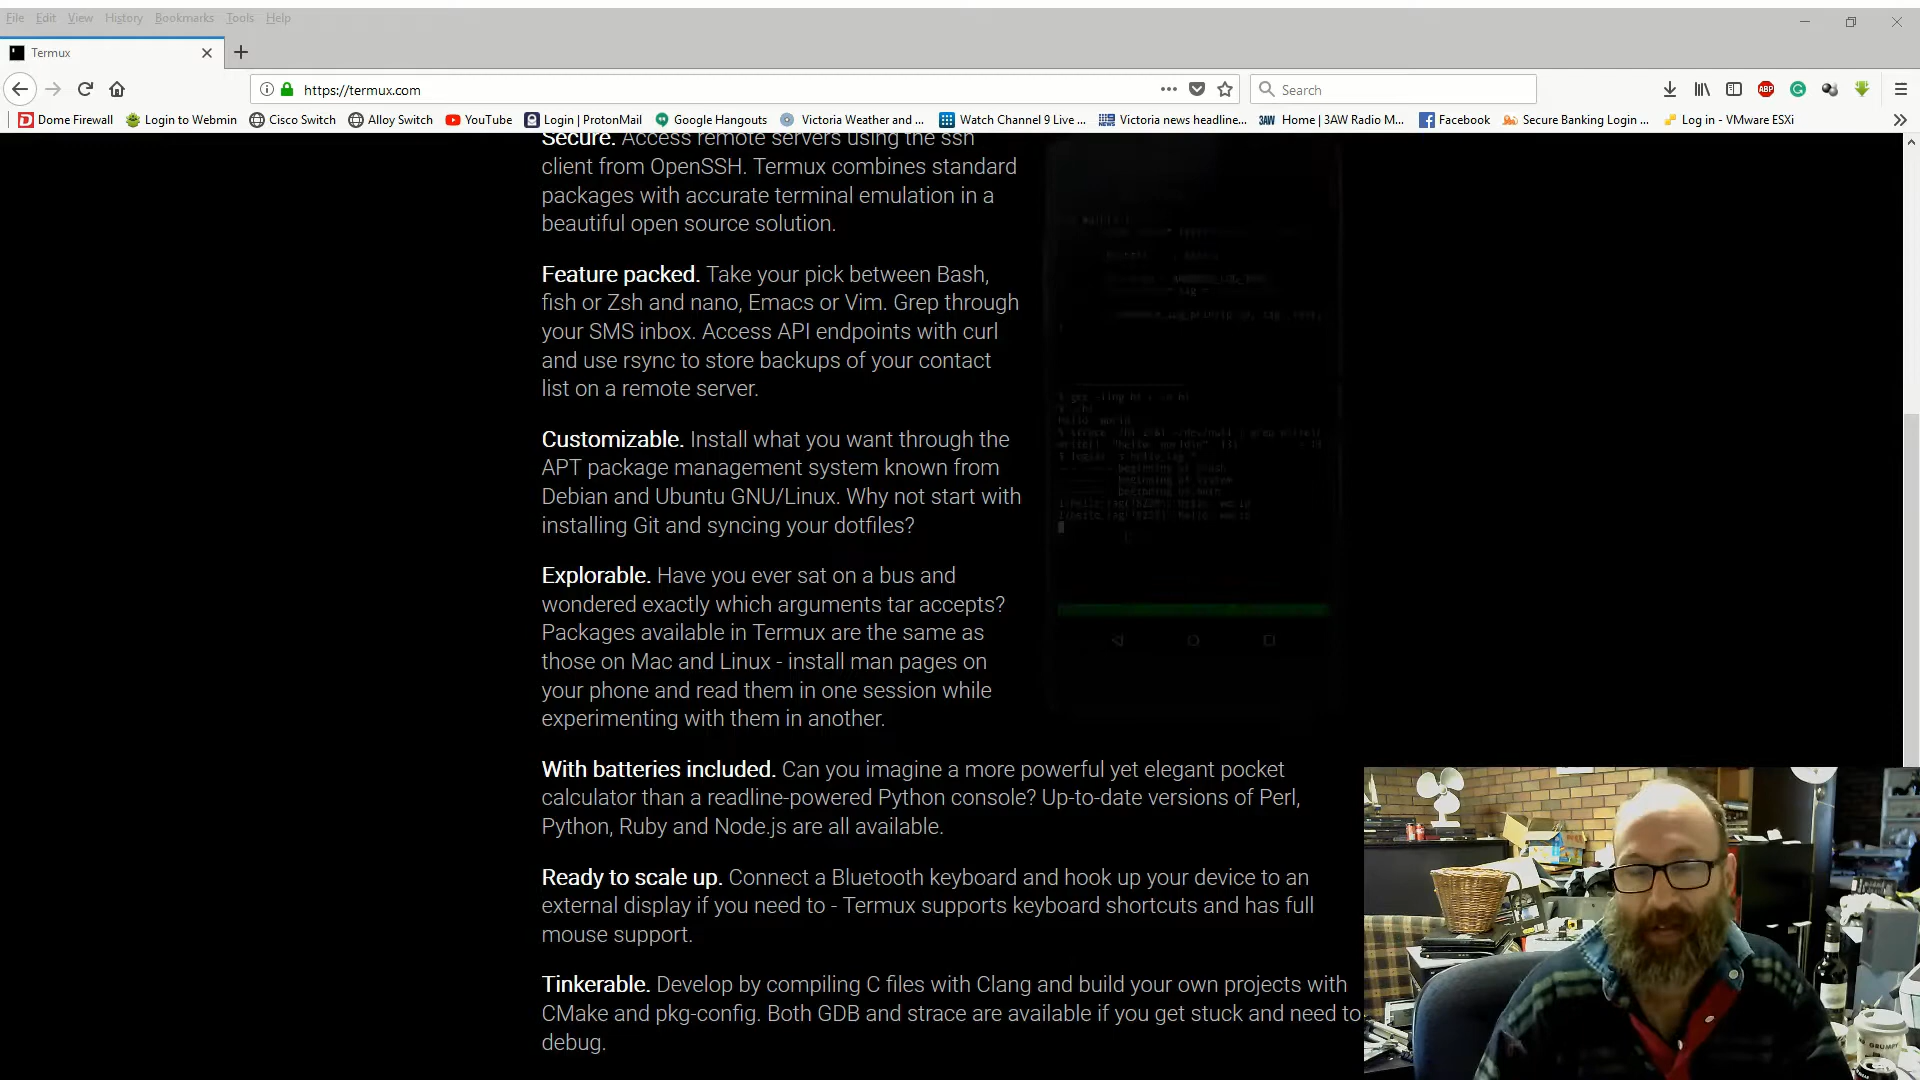 File Edit View History Bookmarks Tools Help
Termux
https://termux.com
Search
Dome Firewall Login to Webmin Cisco Switch Alloy Switch YouTube Login | ProtonMail Google Hangouts Victoria Weather and ... Watch Channel 9 Live ... Victoria news headline... 3AW Home | 3AW Radio M... Facebook Secure Banking Login ... Log in - VMware ESXi
ABP
Secure. Access remote servers using the ssh
client from OpenSSH. Termux combines standard
packages with accurate terminal emulation in a
beautiful open source solution.
Feature packed. Take your pick between Bash,
fish or Zsh and nano, Emacs or Vim. Grep through
your SMS inbox. Access API endpoints with curl
and use rsync to store backups of your contact
list on a remote server.
Customizable. Install what you want through the
APT package management system known from
Debian and Ubuntu GNU/Linux. Why not start with
installing Git and syncing your dotfiles?
Explorable. Have you ever sat on a bus and
wondered exactly which arguments tar accepts?
Packages available in Termux are the same as
those on Mac and Linux - install man pages on
your phone and read them in one session while
experimenting with them in another.
With batteries included. Can you imagine a more powerful yet elegant pocket
calculator than a readline-powered Python console? Up-to-date versions of Perl,
Python, Ruby and Node.js are all available.
Ready to scale up. Connect a Bluetooth keyboard and hook up your device to an
external display if you need to - Termux supports keyboard shortcuts and has full
mouse support.
Tinkerable. Develop by compiling C files with Clang and build your own projects with
CMake and pkg-config. Both GDB and strace are available if you get stuck and need to
debug.
GRUMPY